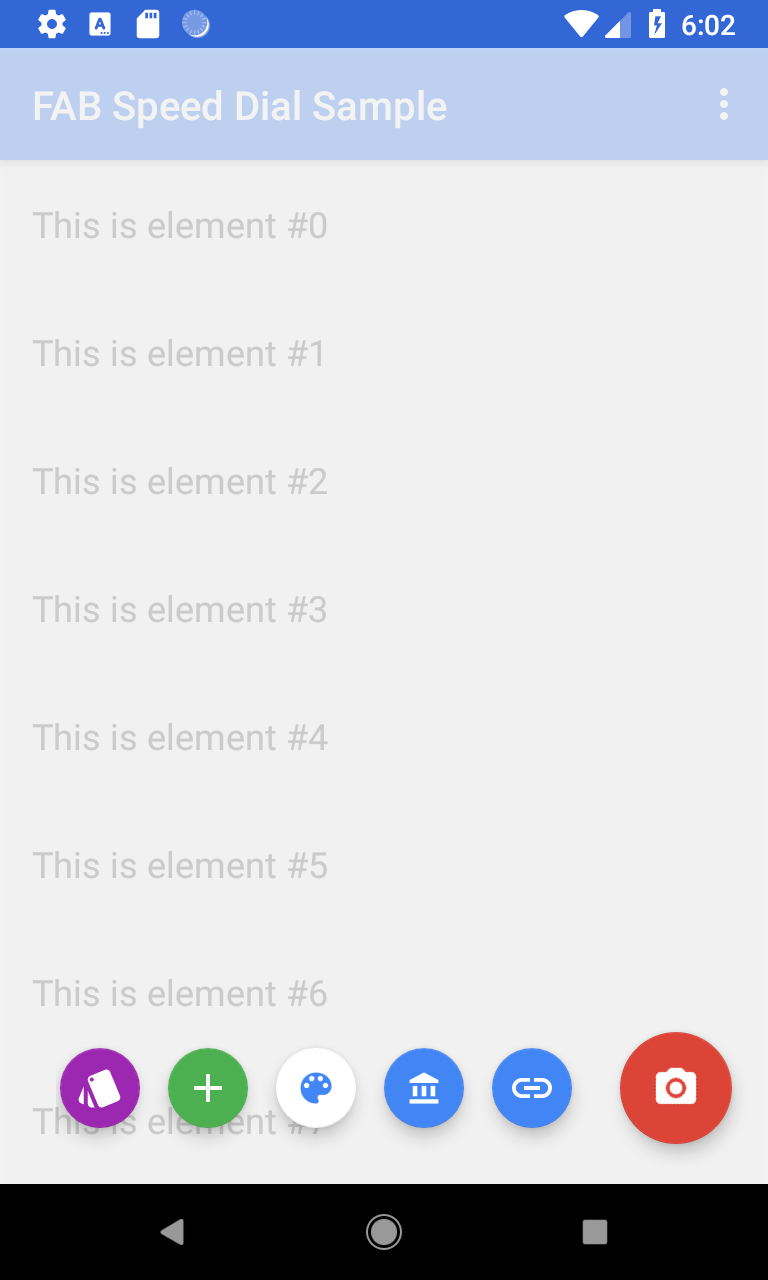 6:02
FAB Speed Dial Sample
This is element #0
This is element #1
This is element #2
This is element #3
This is element #4
This is element #5
This is element #6
This is element #7